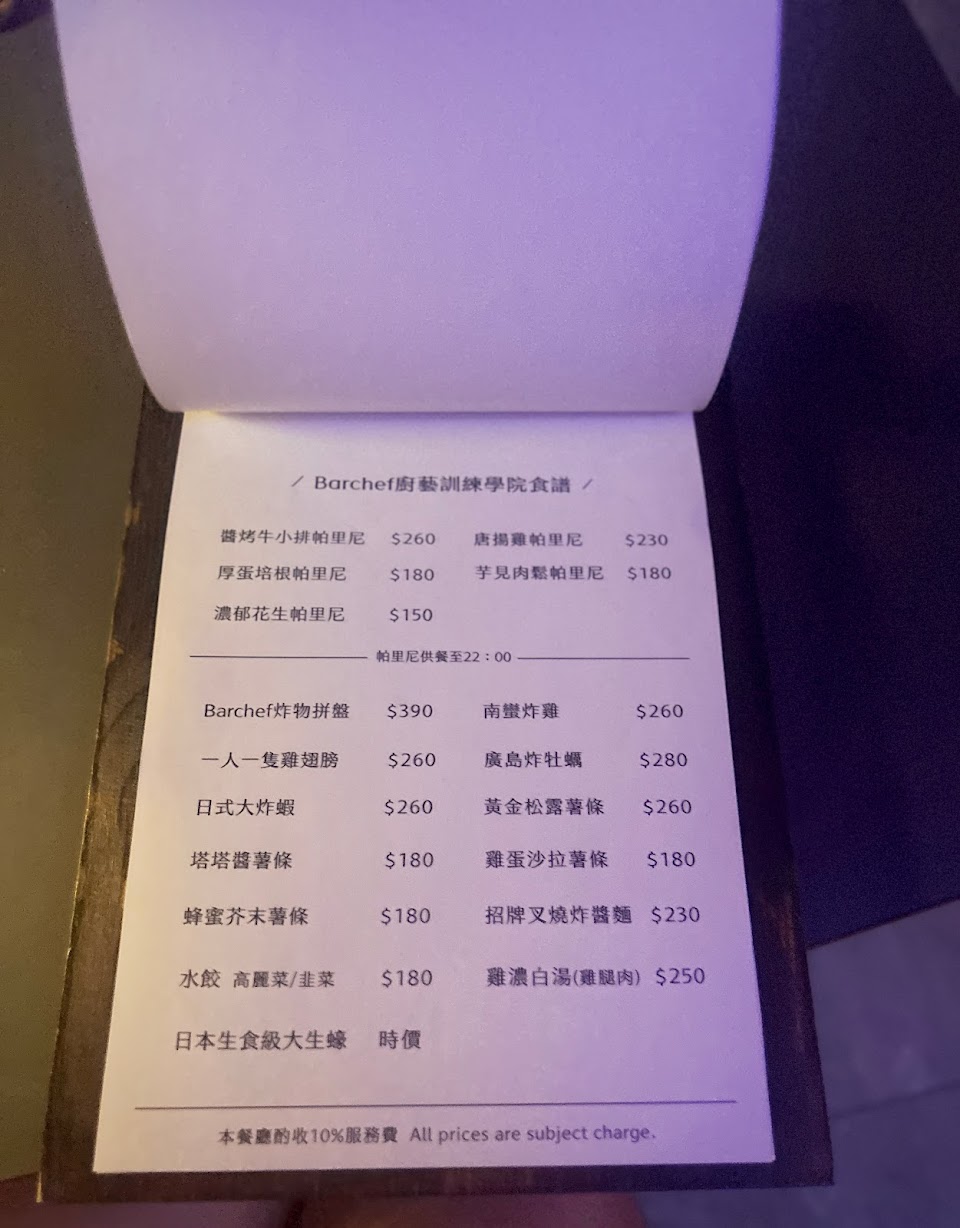 / Barchef廚藝訓練學院食譜 /
醬烤牛小排帕里尼 $260 唐揚雞帕里尼 $230
厚蛋培根帕里尼 $180 芋見肉鬆帕里尼 $180
濃郁花生帕里尼 $150
帕里尼供餐至22：00
Barchef炸物拼盤 $390 南蠻炸雞 $260
一人一隻雞翅膀 $260 廣島炸牡蠣 $280
日式大炸蝦 $260 黃金松露薯條 $260
塔塔醬薯條 $180 雞蛋沙拉薯條 $180
蜂蜜芥末薯條 $180 招牌叉燒炸醬麵 $230
水餃 高麗菜/韭菜 $180 雞濃白湯(雞腿肉) $250
日本生食級大生蠔 時價
本餐廳酌收10%服務費 All prices are subject charge.